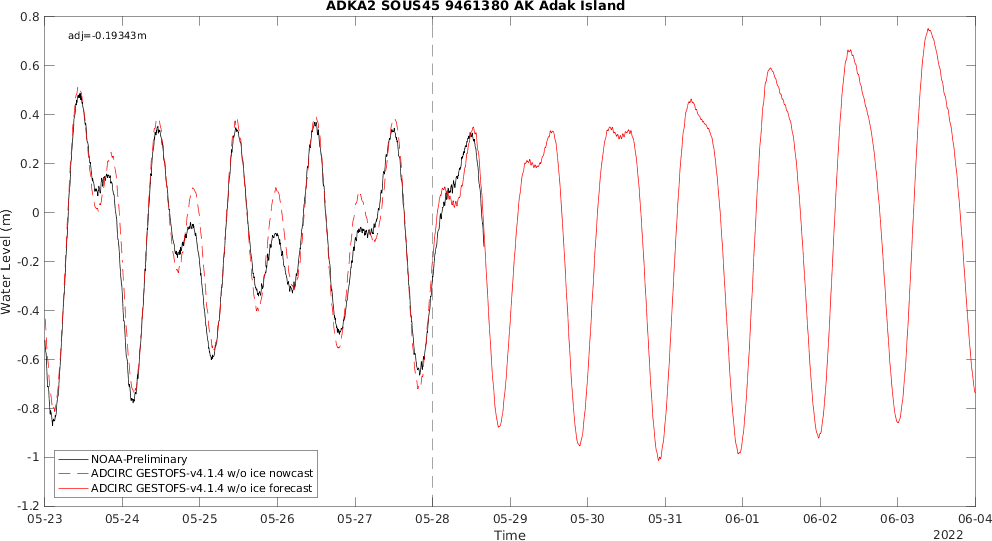 ADKA2 SOUS45 9461380 AK Adak Island
adj=-0.19343m
0.8
0.6
0.4
0.2
0
-0.2
-0.4
-0.6
-0.8
-1
-1.2
Water Level (m)
NOAA-Preliminary
ADCIRC GESTOFS-v4.1.4 w/o ice nowcast
ADCIRC GESTOFS-v4.1.4 w/o ice forecast
05-23 05-24 05-25 05-26 05-27 05-28 05-29 05-30 05-31 06-01 06-02 06-03 06-04
Time
2022